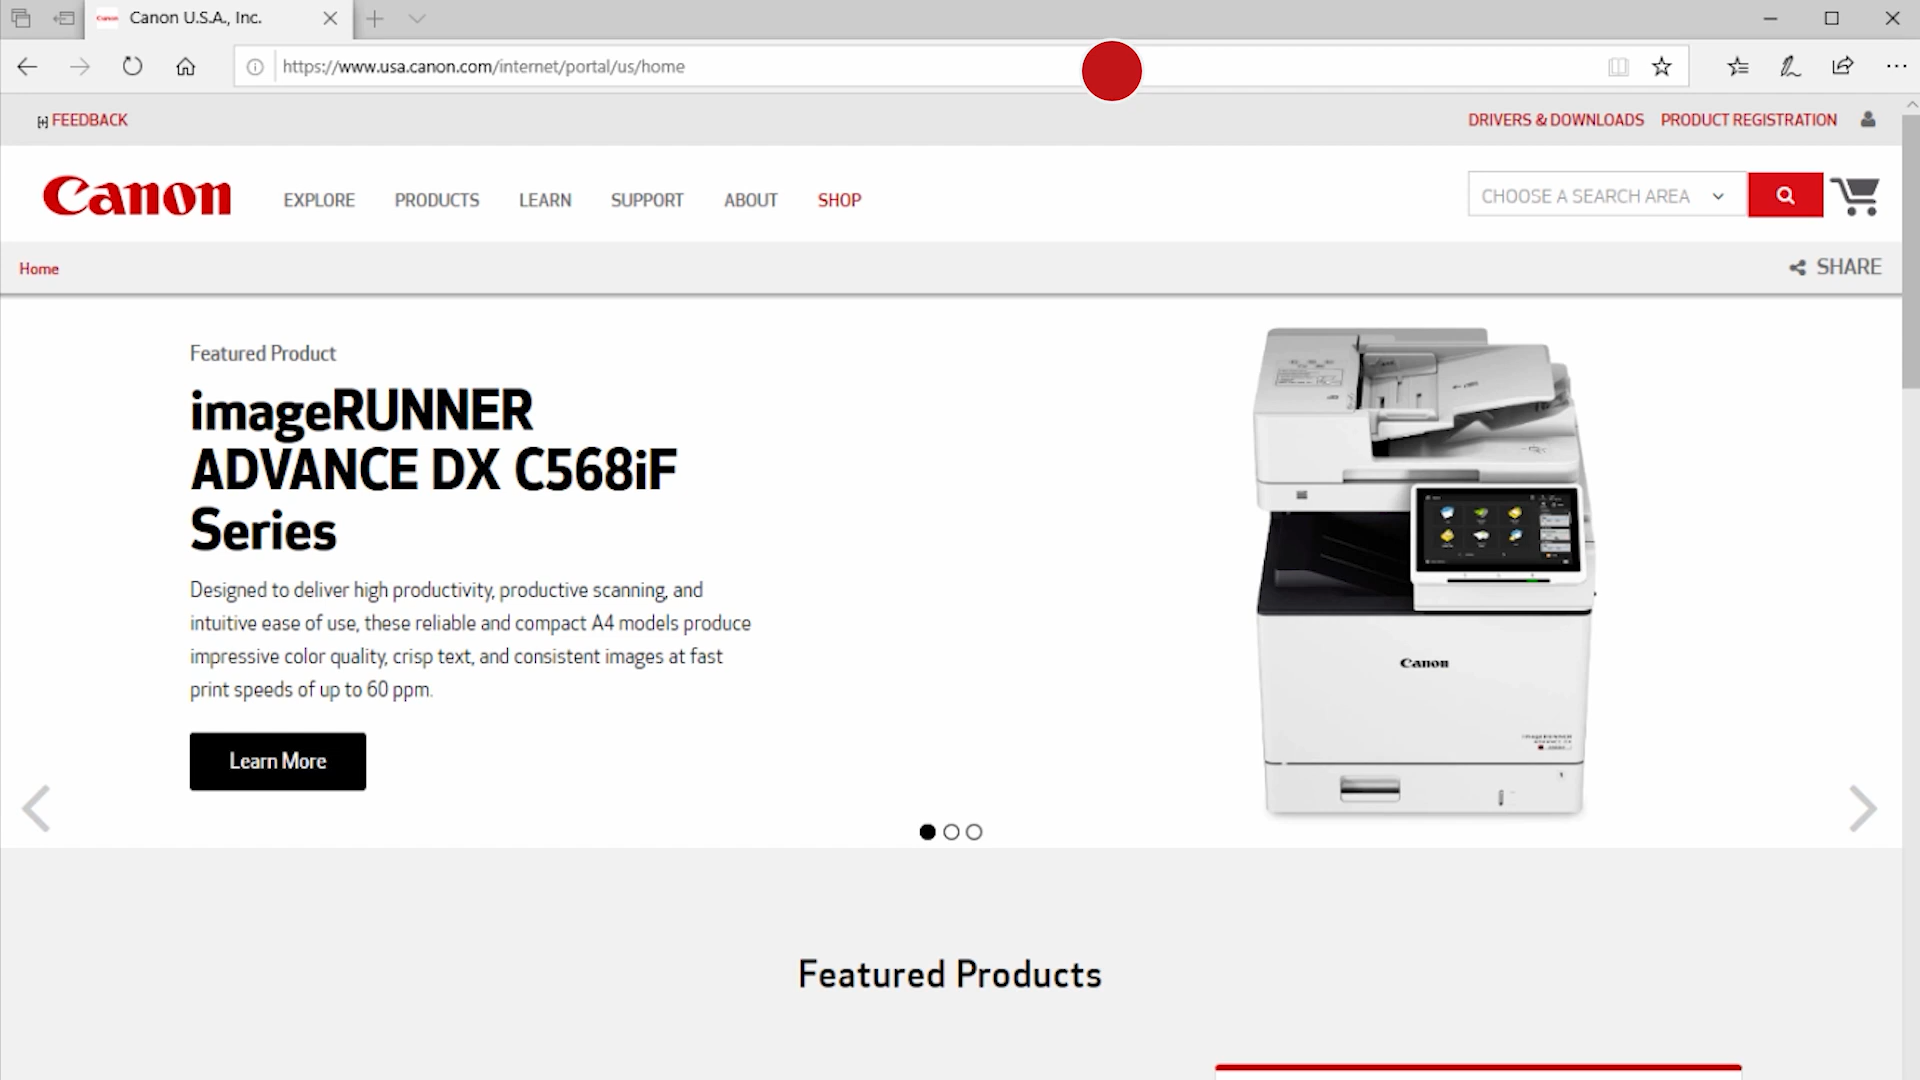 Canon U.S.A., Inc.
https://www.usa.canon.com/internet/portal/us/home
[+] FEEDBACK
DRIVERS & DOWNLOADS PRODUCT REGISTRATION
Canon
EXPLORE PRODUCTS LEARN SUPPORT ABOUT SHOP
CHOOSE A SEARCH AREA
Home
SHARE
Featured Product
imageRUNNER
ADVANCE DX C568iF
Series
Designed to deliver high productivity, productive scanning, and
intuitive ease of use, these reliable and compact A4 models produce
impressive color quality, crisp text, and consistent images at fast
print speeds of up to 60 ppm.
Learn More
Canon
Featured Products